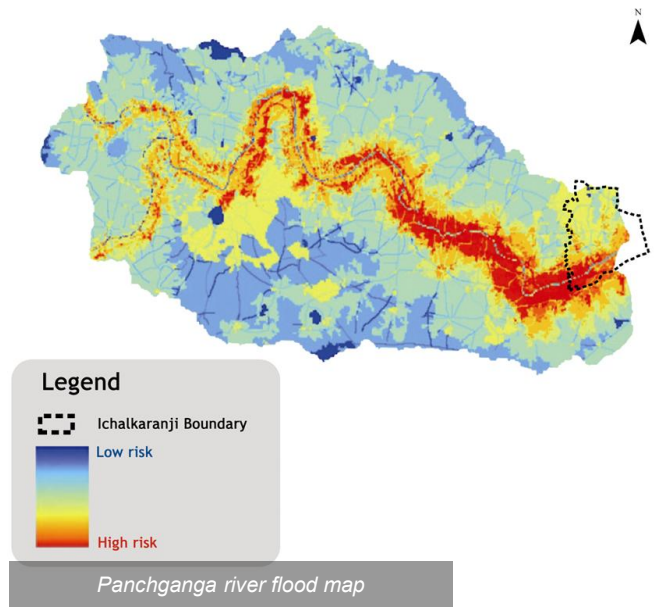 N
Legend
Ichalkaranji Boundary
Low risk
High risk
Panchganga river flood map